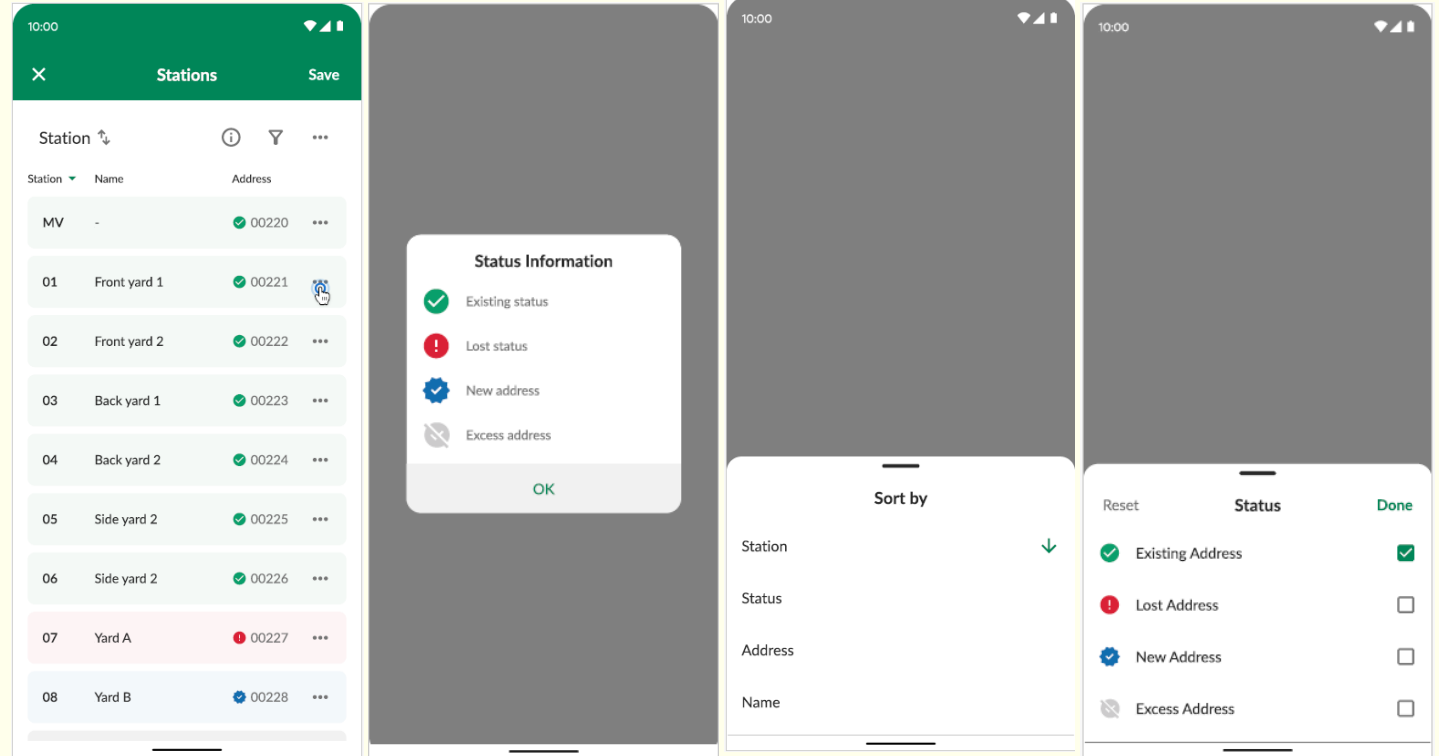 10:00
Stations
Save
Station
Station
Name
Address
MV
-
00220
01
Front yard 1
00221
02
Front yard 2
00222
03
Back yard 1
00223
04
Back yard 2
00224
05
Side yard 2
00225
06
Side yard 2
00226
07
Yard A
00227
08
Yard B
00228
Status Information
Existing status
Lost status
New address
Excess address
OK
10:00
Sort by
Station
Status
Address
Name
10:00
Reset
Status
Done
Existing Address
Lost Address
New Address
Excess Address